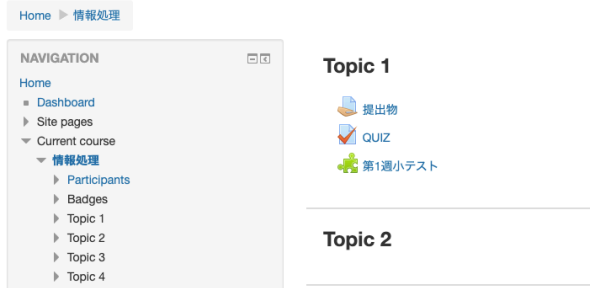 Home ▶ 情報処理
NAVIGATION
Home
Dashboard
Site pages
Current course
情報処理
Participants
Badges
Topic 1
Topic 2
Topic 3
Topic 4
Topic 1
提出物
QUIZ
第1週小テスト
Topic 2